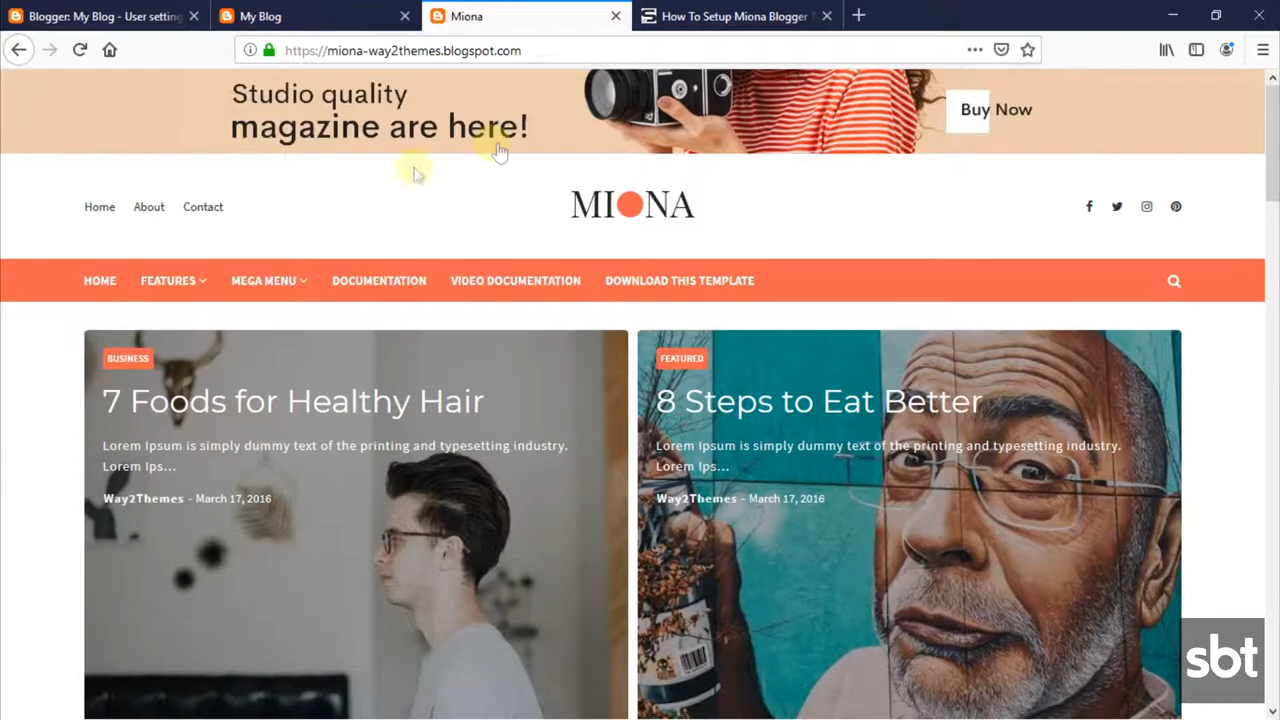 Blogger: My Blog - User setting
My Blog
Miona
How To Setup Miona Blogger
https://miona-way2themes.blogspot.com
Studio quality
magazine are here!
Buy Now
Home About Contact
MIONA
HOME FEATURES MEGA MENU DOCUMENTATION VIDEO DOCUMENTATION DOWNLOAD THIS TEMPLATE
BUSINESS
7 Foods for Healthy Hair
Lorem Ipsum is simply dummy text of the printing and typesetting industry.
Lorem Ips...
Way2Themes - March 17, 2016
FEATURED
8 Steps to Eat Better
Lorem Ipsum is simply dummy text of the printing and typesetting industry.
Lorem Ips...
Way2Themes - March 17, 2016
sbt